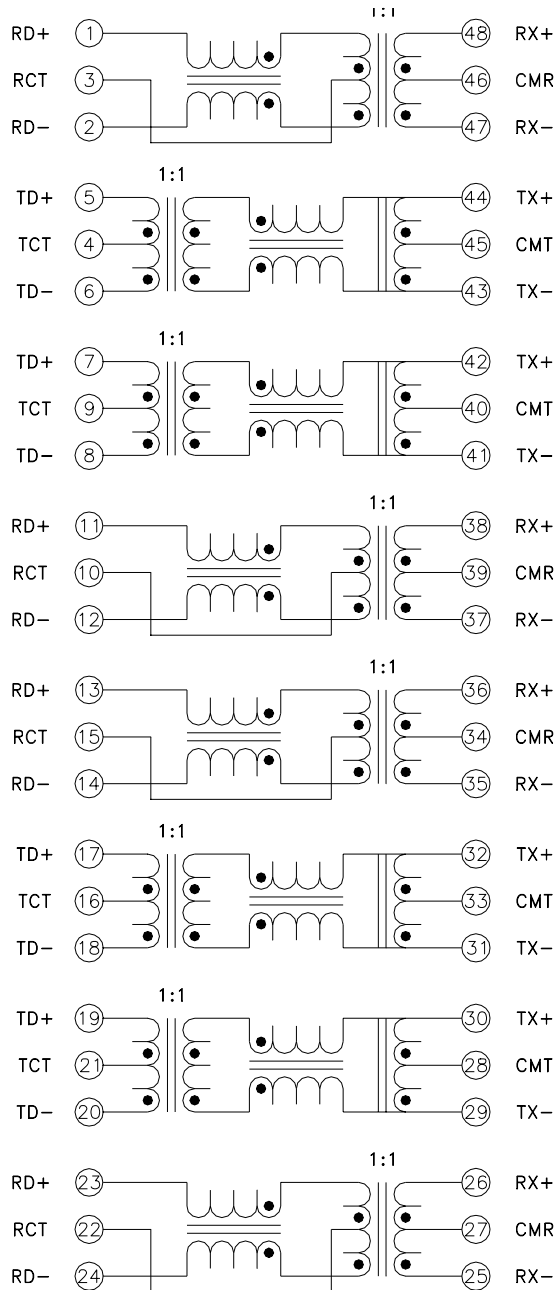 1:1
RD+ 1 48 RX+
RCT 3 46 CMR
RD- 2 47 RX-
1:1
TD+ 5 44 TX+
TCT 4 45 CMT
TD- 6 43 TX-
1:1
TD+ 7 42 TX+
TCT 9 40 CMT
TD- 8 41 TX-
1:1
RD+ 11 38 RX+
RCT 10 39 CMR
RD- 12 37 RX-
1:1
RD+ 13 36 RX+
RCT 15 34 CMR
RD- 14 35 RX-
1:1
TD+ 17 32 TX+
TCT 16 33 CMT
TD- 18 31 TX-
1:1
TD+ 19 30 TX+
TCT 21 28 CMT
TD- 20 29 TX-
1:1
RD+ 23 26 RX+
RCT 22 27 CMR
RD- 24 25 RX-